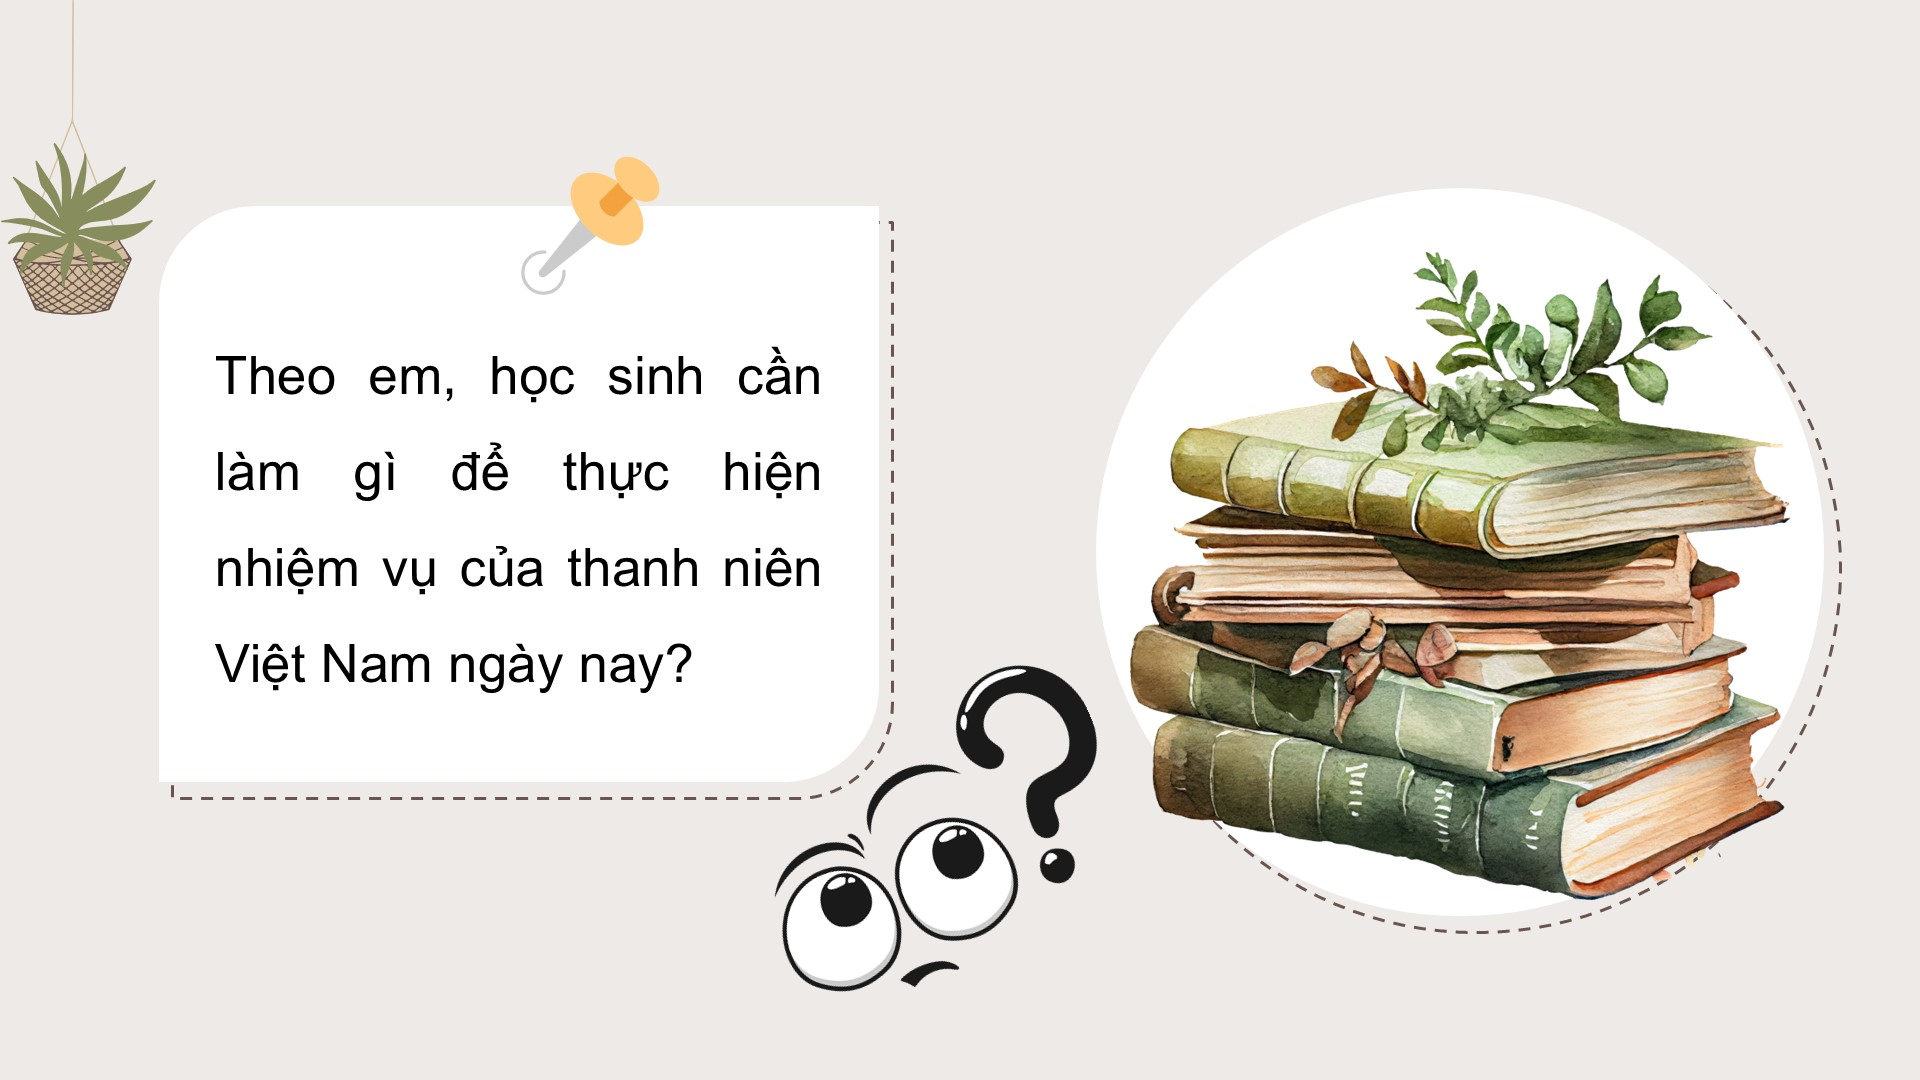 Theo em, học sinh cần
làm gì để thực hiện
nhiệm vụ của thanh niên
Việt Nam ngày nay?